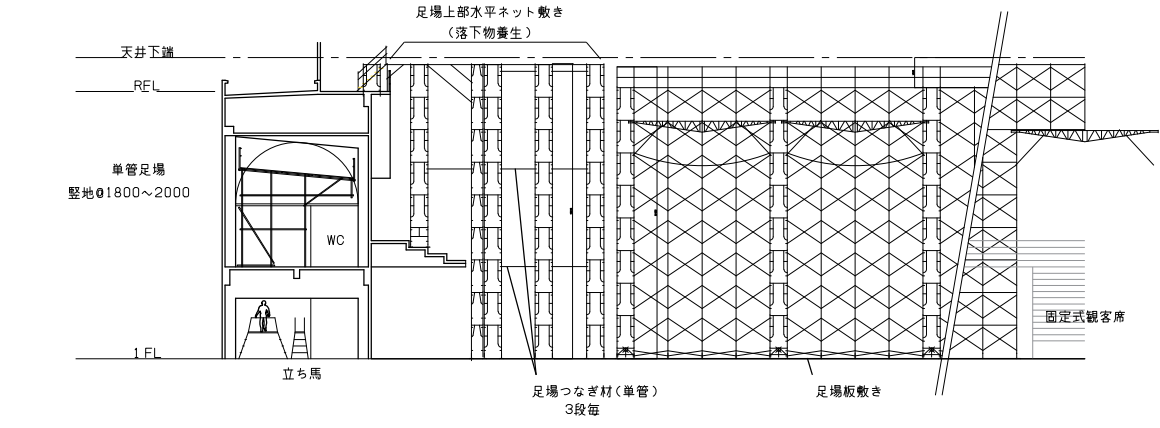 足場上部水平ネット敷き
(落下物養生)
天井下端
RFL
単管足場
竪地@1800〜2000
WC
固定式観客席
1FL
立ち馬
足場つなぎ材(単管)
3段毎
足場板敷き